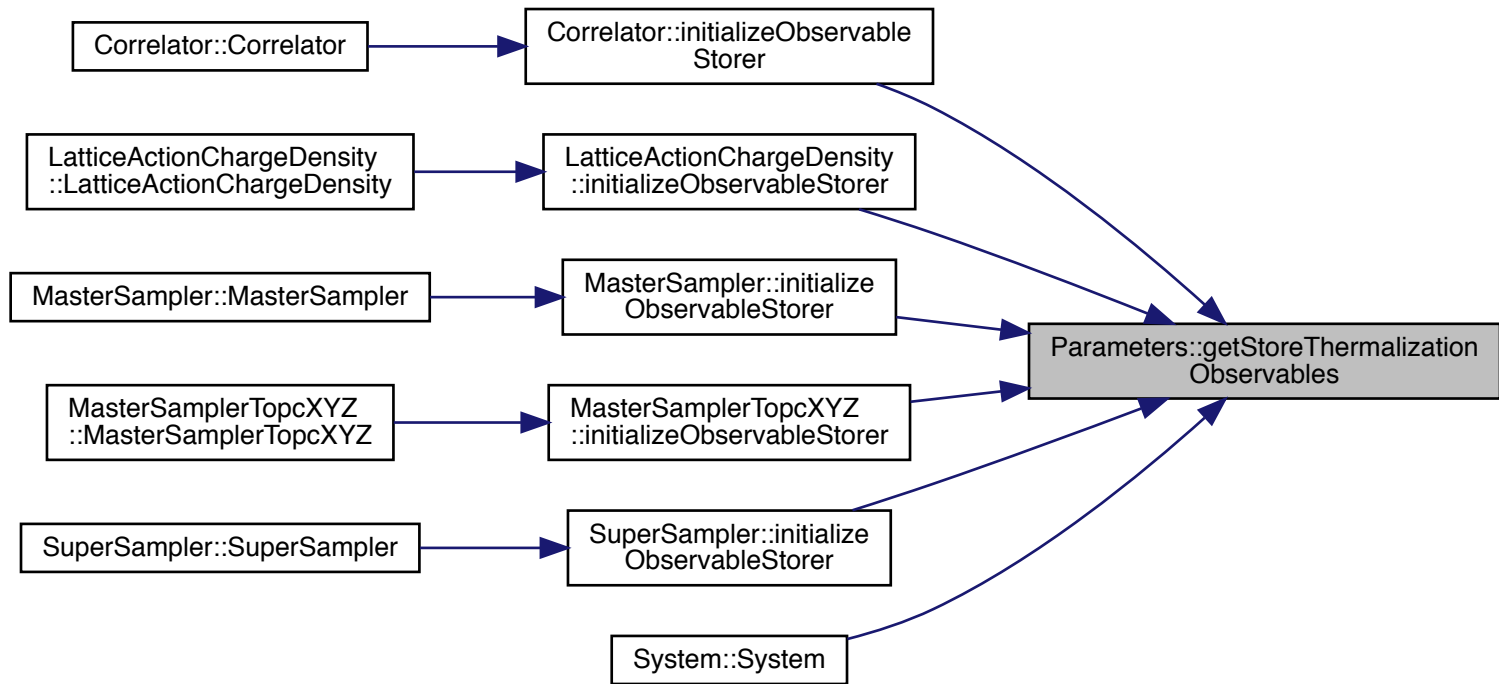 Correlator::Correlator
Correlator::initializeObservable
Storer
LatticeActionChargeDensity
::LatticeActionChargeDensity
LatticeActionChargeDensity
::initializeObservableStorer
MasterSampler::MasterSampler
MasterSampler::initialize
ObservableStorer
Parameters::getStoreThermalization
Observables
MasterSamplerTopcXYZ
::MasterSamplerTopcXYZ
MasterSamplerTopcXYZ
::initializeObservableStorer
SuperSampler::SuperSampler
SuperSampler::initialize
ObservableStorer
System::System